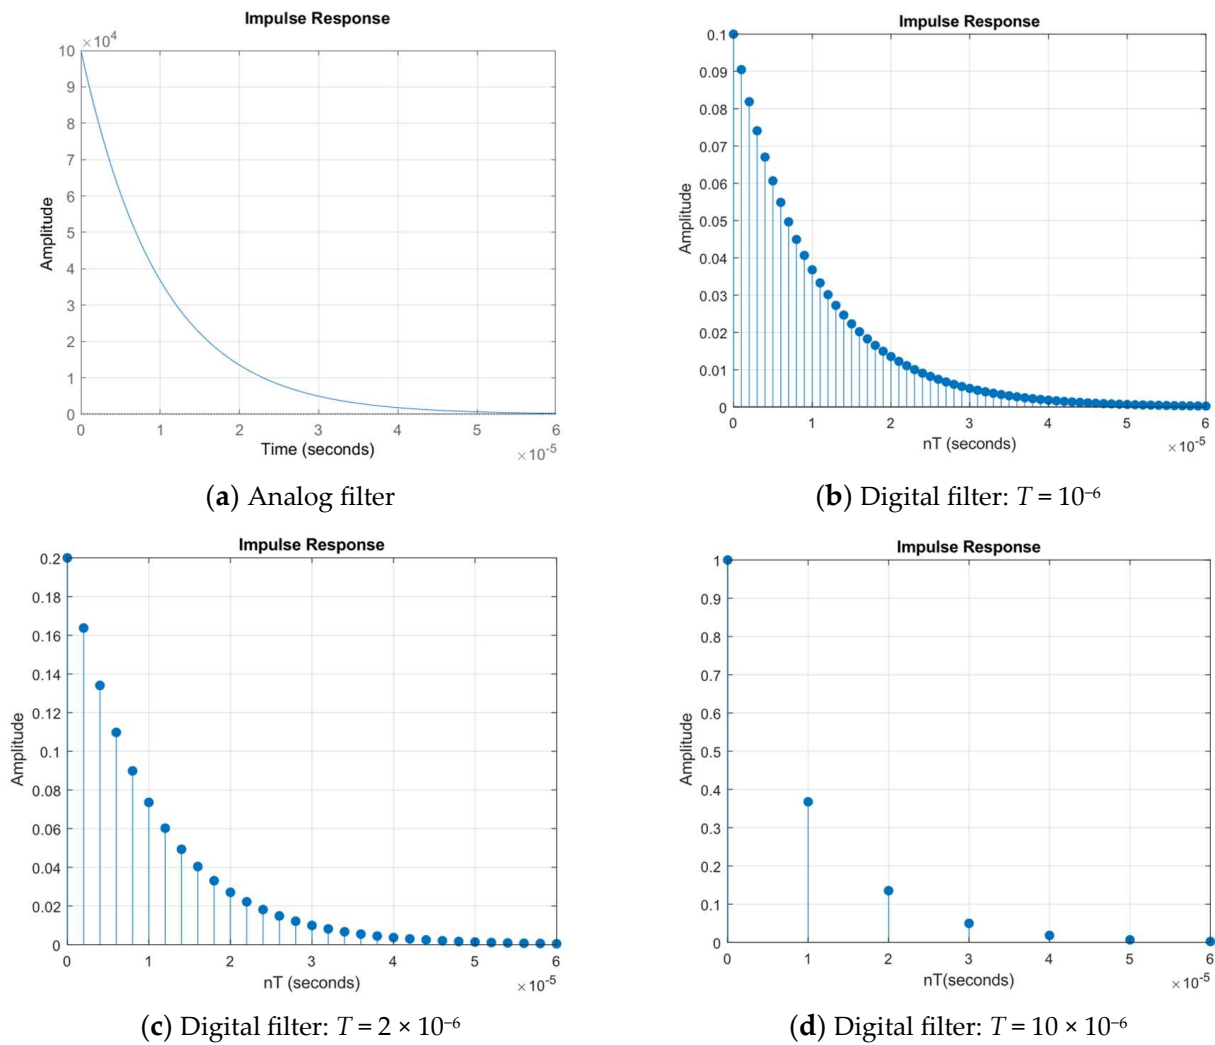 Impulse Response
×10⁴
10
9
8
7
6
5
4
3
2
1
0
Amplitude
0 1 2 3 4 5 6
Time (seconds)
×10⁻⁵
(a) Analog filter
Impulse Response
0.1
0.09
0.08
0.07
0.06
0.05
0.04
0.03
0.02
0.01
0
Amplitude
0 1 2 3 4 5 6
nT (seconds)
×10⁻⁵
(b) Digital filter: T = 10⁻⁶
Impulse Response
0.2
0.18
0.16
0.14
0.12
0.1
0.08
0.06
0.04
0.02
0
Amplitude
0 1 2 3 4 5 6
nT (seconds)
×10⁻⁵
(c) Digital filter: T = 2 × 10⁻⁶
Impulse Response
1
0.9
0.8
0.7
0.6
0.5
0.4
0.3
0.2
0.1
0
Amplitude
0 1 2 3 4 5 6
nT(seconds)
×10⁻⁵
(d) Digital filter: T = 10 × 10⁻⁶